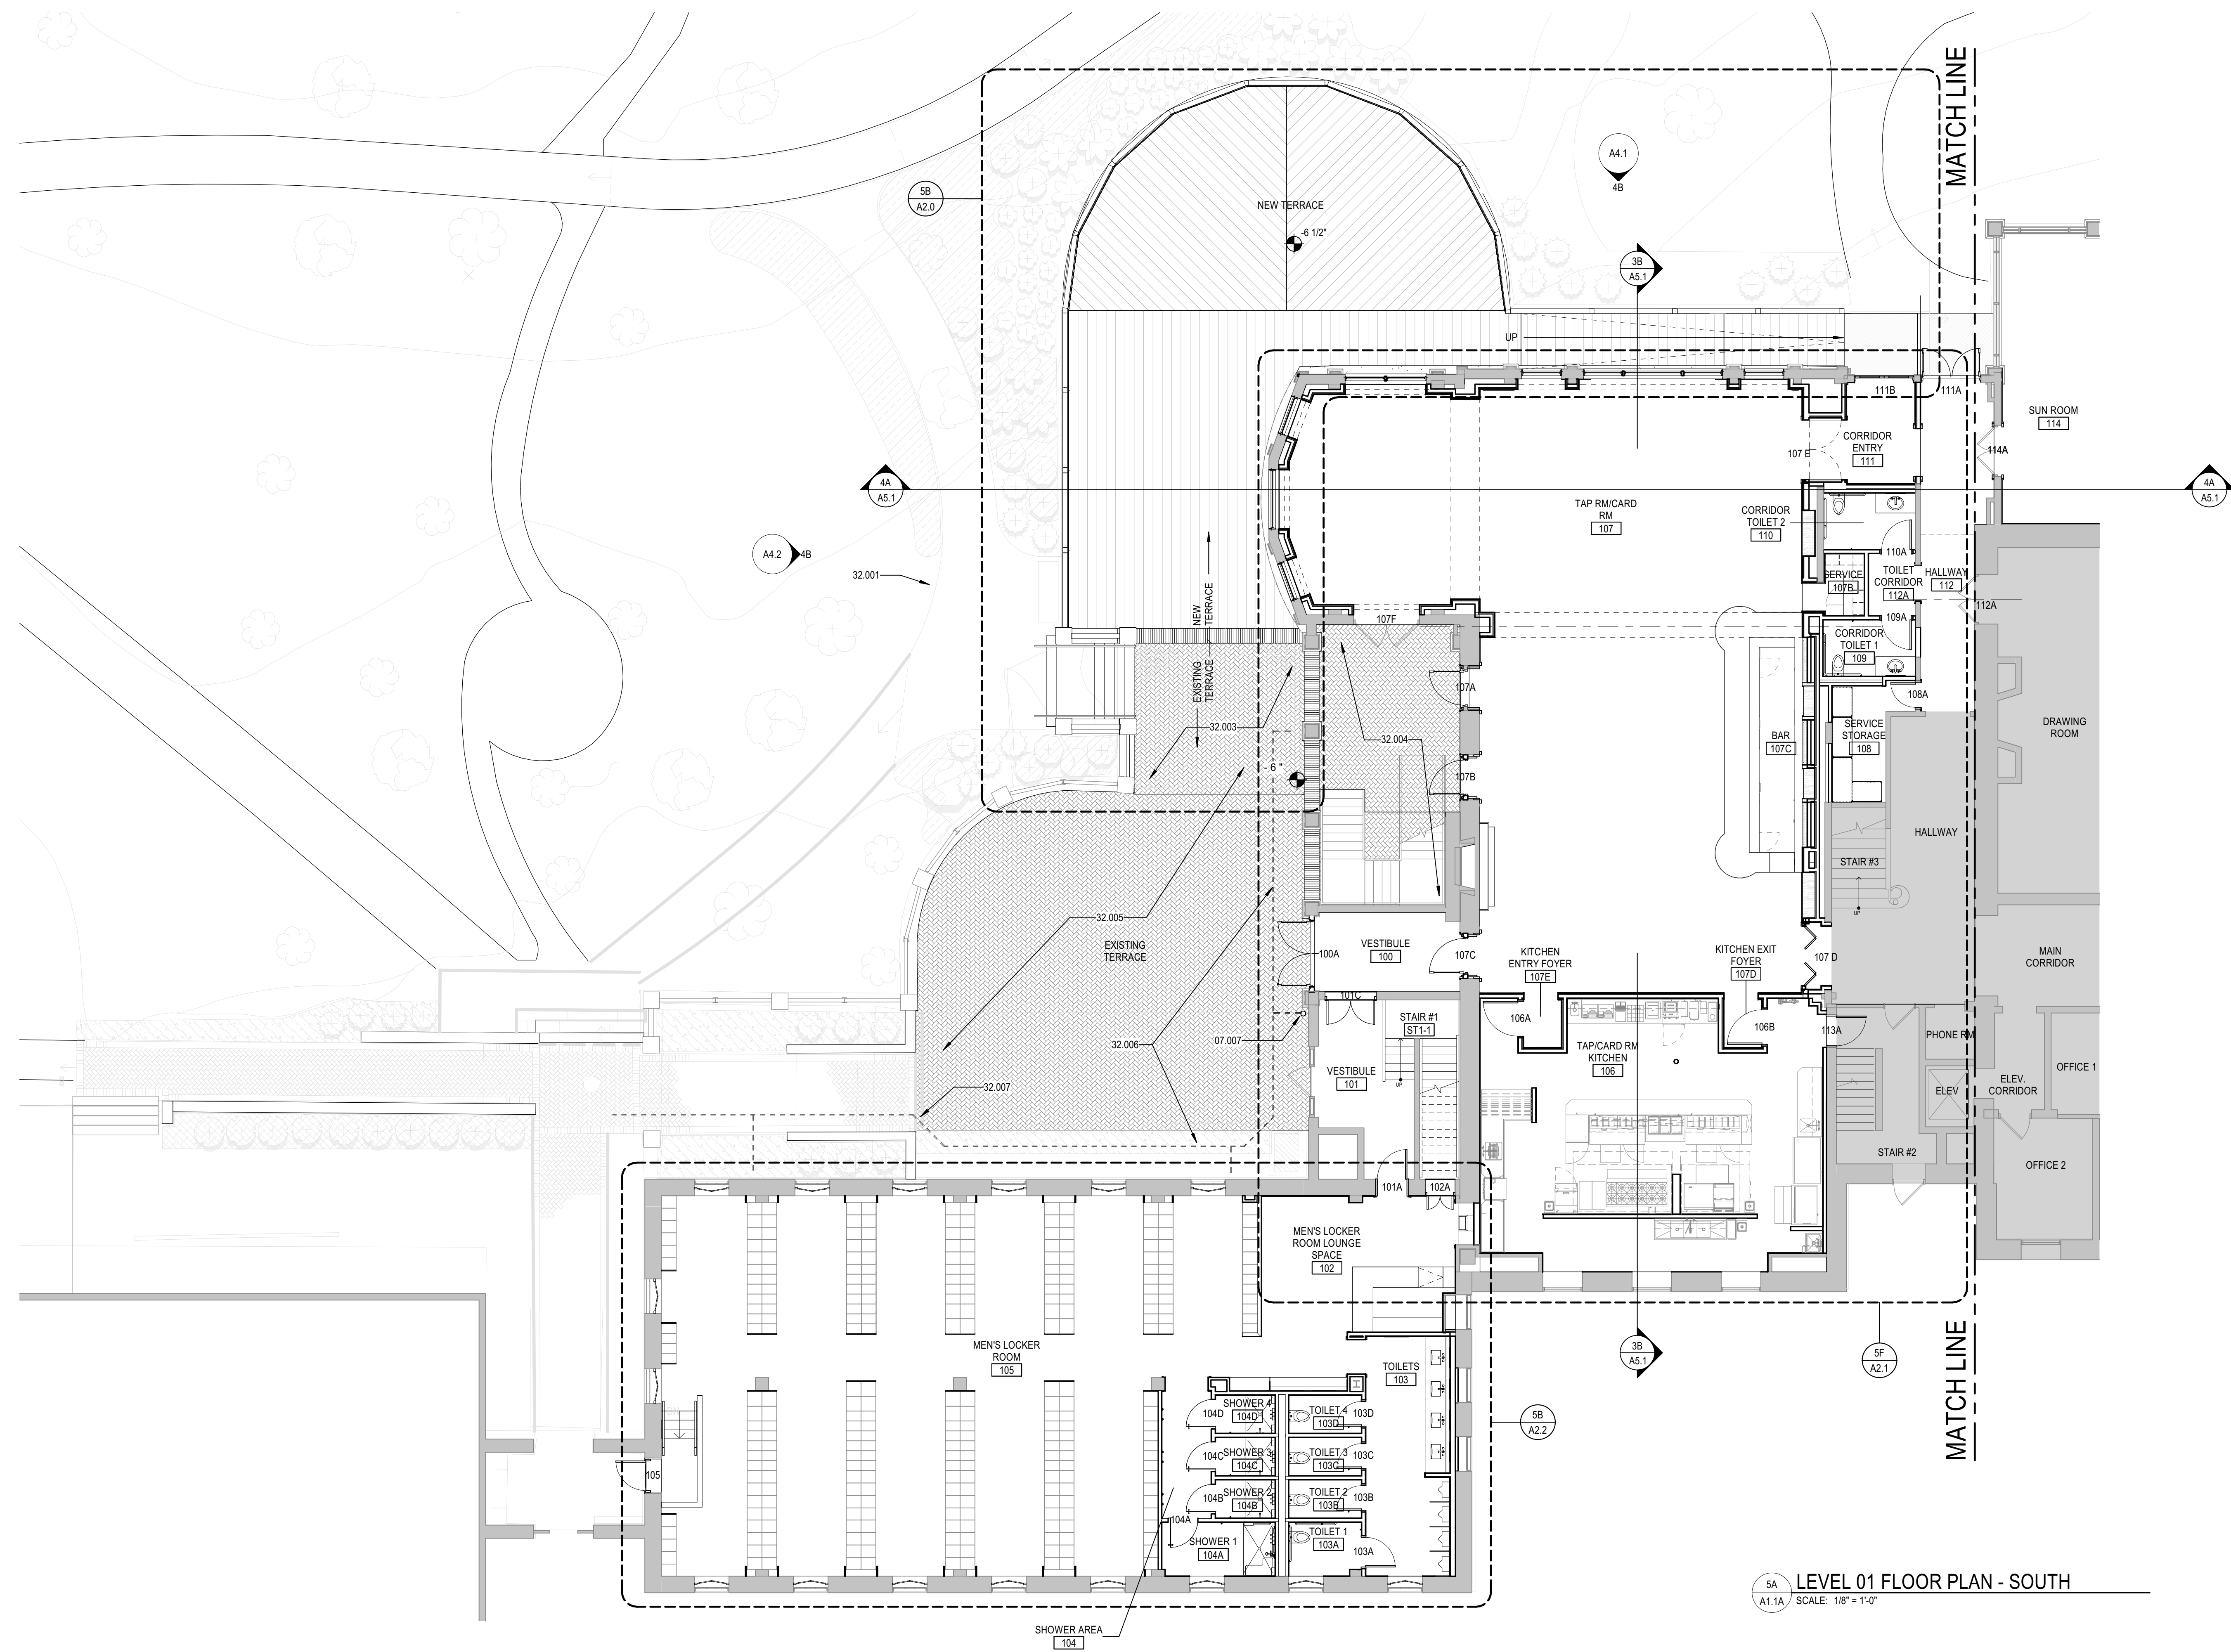 MATCH LINE
A4.1
4B
5B
A2.0
NEW TERRACE
-6 1/2"
3B
A5.1
UP
111B
111A
SUN ROOM
114
CORRIDOR
ENTRY
111
107 E
114A
4A
A5.1
4A
A5.1
TAP RM/CARD
RM
107
CORRIDOR
TOILET 2
110
A4.2
4B
32.001
110A
SERVICE
107B
TOILET
CORRIDOR
112A
HALLWAY
112
112A
NEW
TERRACE
107F
109A
CORRIDOR
TOILET 1
109
EXISTING
TERRACE
107A
108A
32.003
32.004
SERVICE
STORAGE
108
BAR
107C
DRAWING
ROOM
- 6 "
107B
HALLWAY
STAIR #3
UP
32.005
EXISTING
TERRACE
VESTIBULE
100
100A
107C
KITCHEN
ENTRY FOYER
107E
KITCHEN EXIT
FOYER
107D
107 D
MAIN
CORRIDOR
101C
STAIR #1
ST1-1
106A
106B
113A
PHONE RM
32.006
07.007
TAP/CARD RM
KITCHEN
106
VESTIBULE
101
UP
32.007
ELEV
ELEV.
CORRIDOR
OFFICE 1
STAIR #2
OFFICE 2
101A
102A
MEN'S LOCKER
ROOM LOUNGE
SPACE
102
MEN'S LOCKER
ROOM
105
TOILETS
103
3B
A5.1
5F
A2.1
MATCH LINE
SHOWER 4
104D
104D
TOILET 4
103D
103D
5B
A2.2
SHOWER 3
104C
104C
TOILET 3
103C
103C
105
SHOWER 2
104B
104B
TOILET 2
103B
103B
104A
SHOWER 1
104A
TOILET 1
103A
103A
5A
A1.1A
LEVEL 01 FLOOR PLAN - SOUTH
SCALE: 1/8" = 1'-0"
SHOWER AREA
104